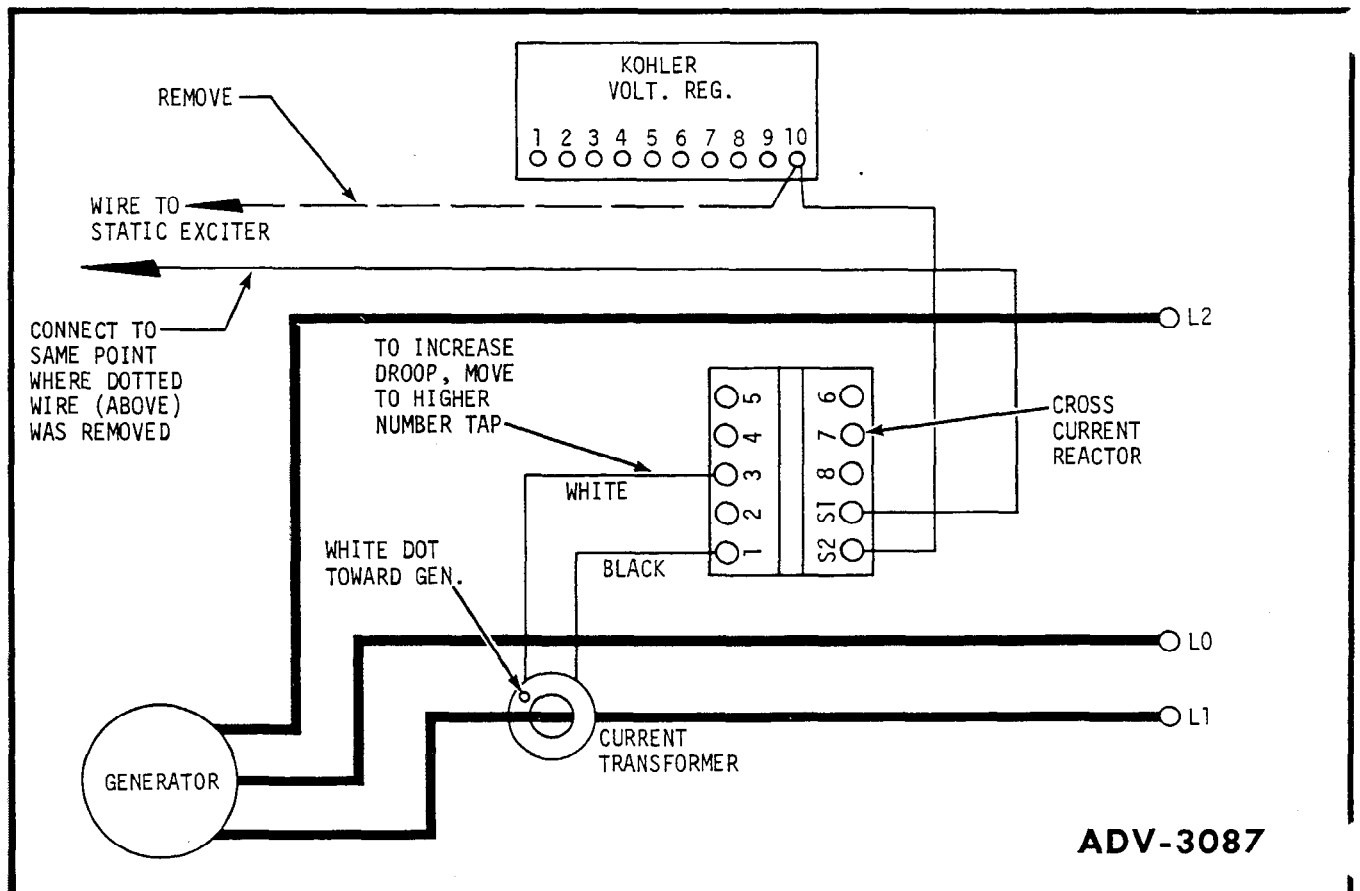 KOHLER
VOLT. REG.
1 2 3 4 5 6 7 8 9 10
REMOVE
WIRE TO
STATIC EXCITER
CONNECT TO
SAME POINT
WHERE DOTTED
WIRE (ABOVE)
WAS REMOVED
L2
TO INCREASE
DROOP, MOVE
TO HIGHER
NUMBER TAP
5 6
4 7
3 8
2 S1
1 S2
CROSS
CURRENT
REACTOR
WHITE
BLACK
WHITE DOT
TOWARD GEN.
L0
L1
CURRENT
TRANSFORMER
GENERATOR
ADV-3087